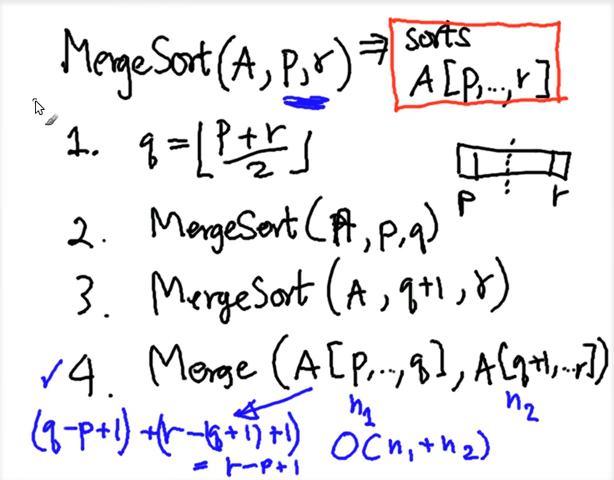 MergeSort(A, p, r) ⇒ sorts
A[p,...,r]
1. q = ⌊(p+r)/2⌋
p r
2. MergeSort(A, p, q)
3. MergeSort(A, q+1, r)
✓4. Merge (A[p,..,q], A[q+1,...r])
n₁ n₂
(q-p+1) + (r-(q+1)+1) O(n₁+n₂)
= r-p+1